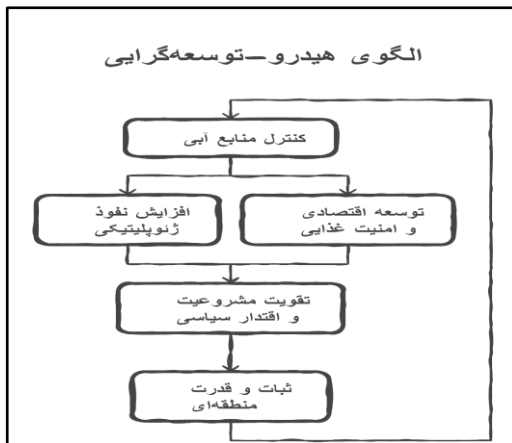 الگوی هیدرو–توسعه‌گرایی
کنترل منابع آبی
توسعه اقتصادی
و امنیت غذایی
افزایش نفوذ
ژئوپلیتیکی
تقویت مشروعیت
و اقتدار سیاسی
ثبات و قدرت
منطقه‌ای